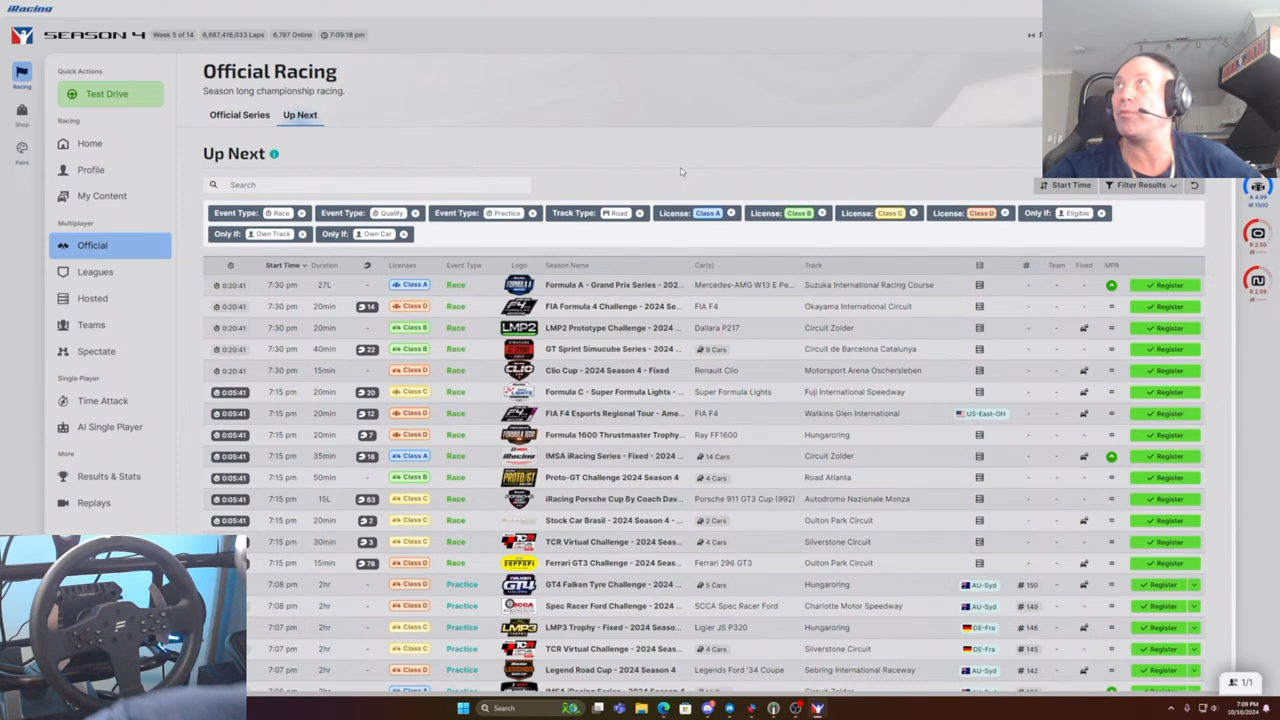 iRacing
SEASON 4 Week 5 of 14 6,687,416,033 Laps 6,787 Online 7:09:18 pm
Racing
Shop
Paint
Quick Actions
Test Drive
Racing
Home
Profile
My Content
Multiplayer
Official
Leagues
Hosted
Teams
Spectate
Single Player
Time Attack
AI Single Player
More
Results & Stats
Replays
Official Racing
Season long championship racing.
Official Series Up Next
Up Next
Search
Start Time Filter Results
Event Type: Race Event Type: Qualify Event Type: Practice Track Type: Road License: Class A License: Class B License: Class C License: Class D Only If: Eligible
Only If: Own Track Only If: Own Car
Start Time Duration Licenses Event Type Logo Season Name Car(s) Track # Team Fixed MPR
0:20:41 7:30 pm 27L - Class A Race Formula A - Grand Prix Series - 202... Mercedes-AMG W13 E Pe... Suzuka International Racing Course - - Register
0:20:41 7:30 pm 20min 14 Class D Race FIA Formula 4 Challenge - 2024 Se... FIA F4 Okayama International Circuit - - = Register
0:20:41 7:30 pm 20min - Class B Race LMP2 LMP2 Prototype Challenge - 2024 ... Dallara P217 Circuit Zolder - - = Register
0:20:41 7:30 pm 40min 22 Class B Race GT Sprint Simucube Series - 2024 ... 9 Cars Circuit de Barcelona Catalunya - - = Register
0:20:41 7:30 pm 15min - Class D Race Clio Cup - 2024 Season 4 - Fixed Renault Clio Motorsport Arena Oschersleben - - = Register
0:05:41 7:15 pm 20min 20 Class C Race Formula C - Super Formula Lights - ... Super Formula Lights Fuji International Speedway - - = Register
0:05:41 7:15 pm 20min 12 Class D Race FIA F4 Esports Regional Tour - Ame... FIA F4 Watkins Glen International US-East-OH - - = Register
0:05:41 7:15 pm 20min 7 Class D Race Formula 1600 Thrustmaster Trophy... Ray FF1600 Hungaroring - - = Register
0:05:41 7:15 pm 35min 18 Class A Race IMSA iRacing Series - Fixed - 2024 ... 14 Cars Circuit Zolder - - Register
0:05:41 7:15 pm 50min - Class B Race Proto-GT Challenge 2024 Season 4 4 Cars Road Atlanta - - - = Register
0:05:41 7:15 pm 15L 63 Class C Race iRacing Porsche Cup By Coach Dav... Porsche 911 GT3 Cup (992) Autodromo Nazionale Monza - - - = Register
0:05:41 7:15 pm 20min 2 Class C Race Stock Car Brasil - 2024 Season 4 - ... 2 Cars Oulton Park Circuit - - = Register
0:05:41 7:15 pm 30min 3 Class C Race TCR Virtual Challenge - 2024 Seas... 4 Cars Silverstone Circuit - - = Register
0:05:41 7:15 pm 15min 78 Class D Race Ferrari GT3 Challenge - 2024 Seas... Ferrari 296 GT3 Oulton Park Circuit - - = Register
7:08 pm 2hr - Class D Practice GT4 GT4 Falken Tyre Challenge - 2024 ... 5 Cars Hungaroring AU-Syd # 150 - = Register
7:08 pm 2hr - Class D Practice Spec Racer Ford Challenge - 2024 ... SCCA Spec Racer Ford Charlotte Motor Speedway AU-Syd # 149 - = Register
7:07 pm 2hr - Class C Practice LMP3 LMP3 Trophy - Fixed - 2024 Seaso... Ligier JS P320 Hungaroring DE-Fra # 146 - = Register
7:07 pm 2hr - Class C Practice TCR Virtual Challenge - 2024 Seas... 4 Cars Silverstone Circuit DE-Fra # 145 - = Register
7:07 pm 2hr - Class D Practice Legend Road Cup - 2024 Season 4 Legends Ford '34 Coupe Sebring International Raceway AU-Syd # 142 - = Register
A 4.99
iR 1500
R 2.50
R 2.59
1/1
Search
7:09 PM
10/10/2024